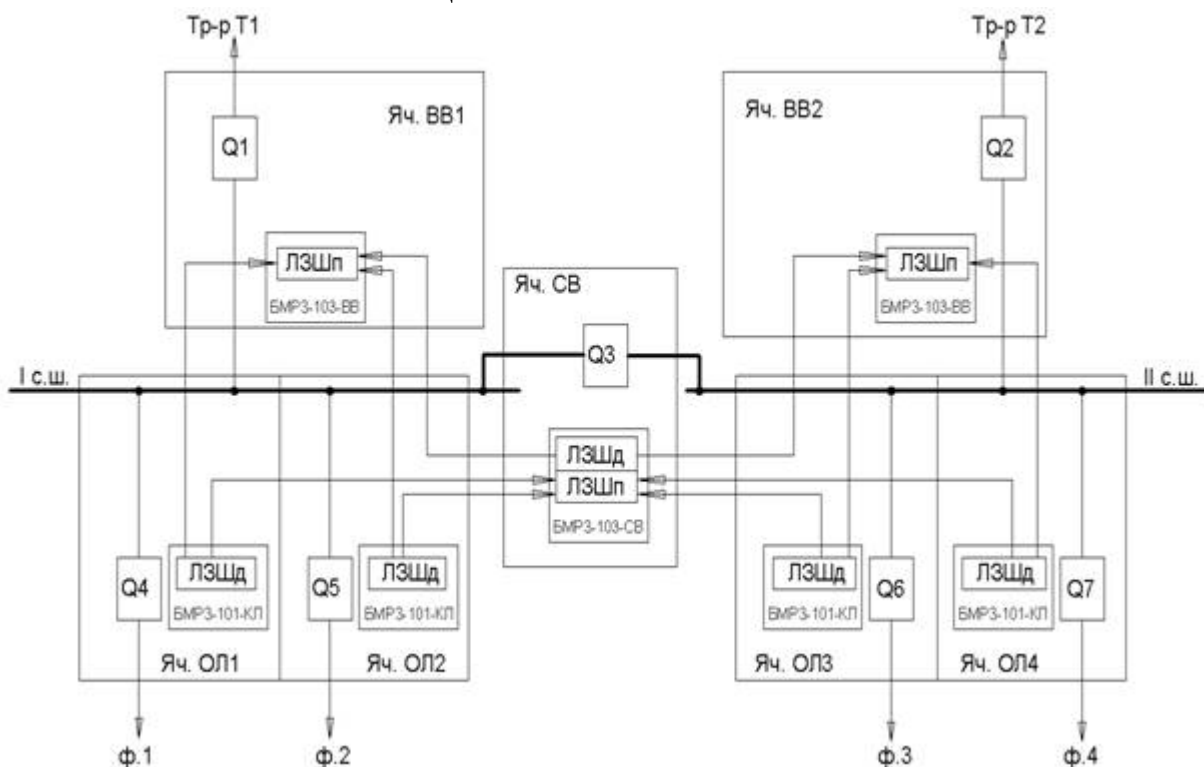 Тр-р Т1
Тр-р Т2
Яч. ВВ1
Яч. ВВ2
Q1
Q2
ЛЗШп
БМРЗ-103-ВВ
ЛЗШп
БМРЗ-103-ВВ
Яч. СВ
Q3
I с.ш.
II с.ш.
ЛЗШд
ЛЗШп
БМРЗ-103-СВ
Q4
ЛЗШд
БМРЗ-101-КЛ
Q5
ЛЗШд
БМРЗ-101-КЛ
ЛЗШд
БМРЗ-101-КЛ
Q6
ЛЗШд
БМРЗ-101-КЛ
Q7
Яч. ОЛ1
Яч. ОЛ2
Яч. ОЛ3
Яч. ОЛ4
ф.1
ф.2
ф.3
ф.4